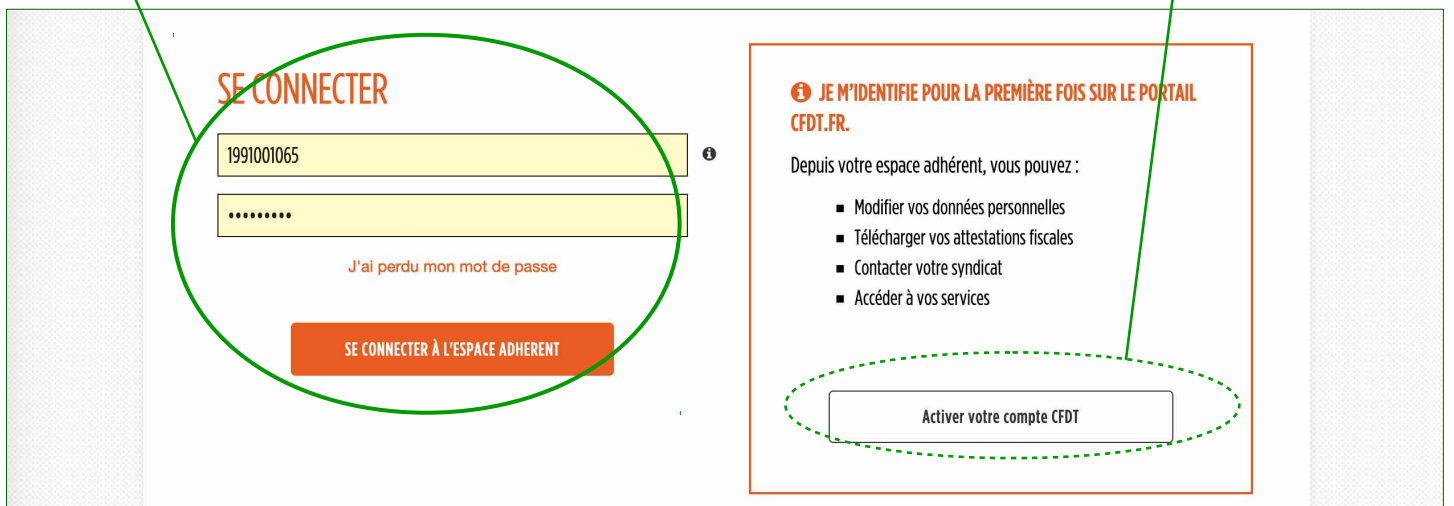 SE CONNECTER
1991001065
•••••••••
J'ai perdu mon mot de passe
SE CONNECTER À L'ESPACE ADHERENT
JE M'IDENTIFIE POUR LA PREMIÈRE FOIS SUR LE PORTAIL
CFDT.FR.
Depuis votre espace adhérent, vous pouvez :
▪ Modifier vos données personnelles
▪ Télécharger vos attestations fiscales
▪ Contacter votre syndicat
▪ Accéder à vos services
Activer votre compte CFDT